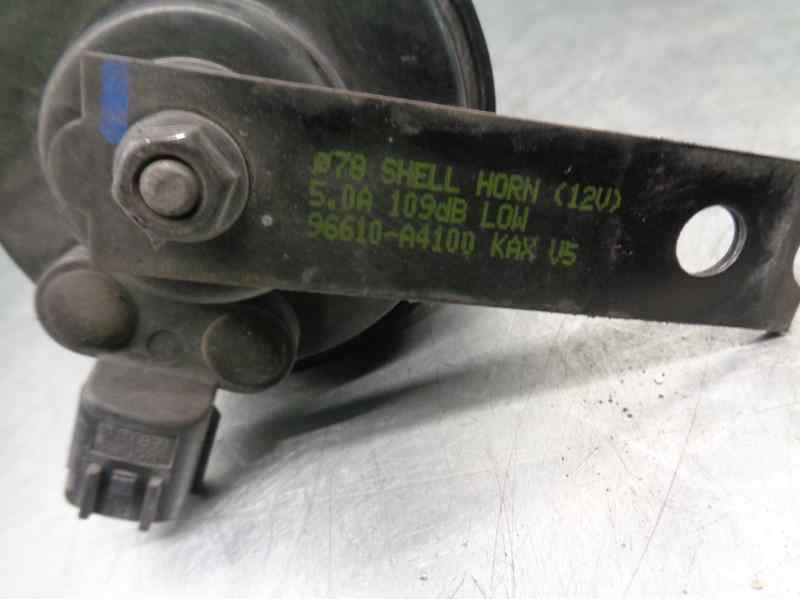 ø78 SHELL HORN (12V)
5.0A 109dB LOW
96610-A4100 KAX V5